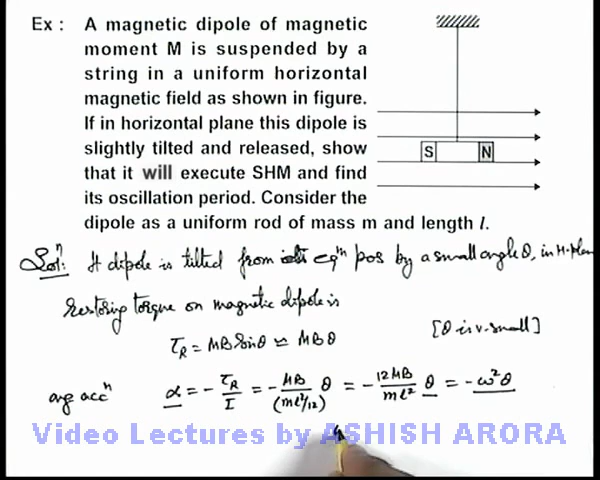 Ex : A magnetic dipole of magnetic
moment M is suspended by a
string in a uniform horizontal
magnetic field as shown in figure.
If in horizontal plane this dipole is
slightly tilted and released, show
that it will execute SHM and find
its oscillation period. Consider the
dipole as a uniform rod of mass m and length l.
S N
Solⁿ: If dipole is tilted from eqᵐ pos by a small angle θ, in H-plan
Restoring torque on magnetic dipole is
τ_R = MB Sinθ ≃ MBθ [θ is v. small]
ang accⁿ α = - τ_R/I = - MB/(ml²/12) θ = - 12MB/ml² θ = - ω²θ
Video Lectures by ASHISH ARORA